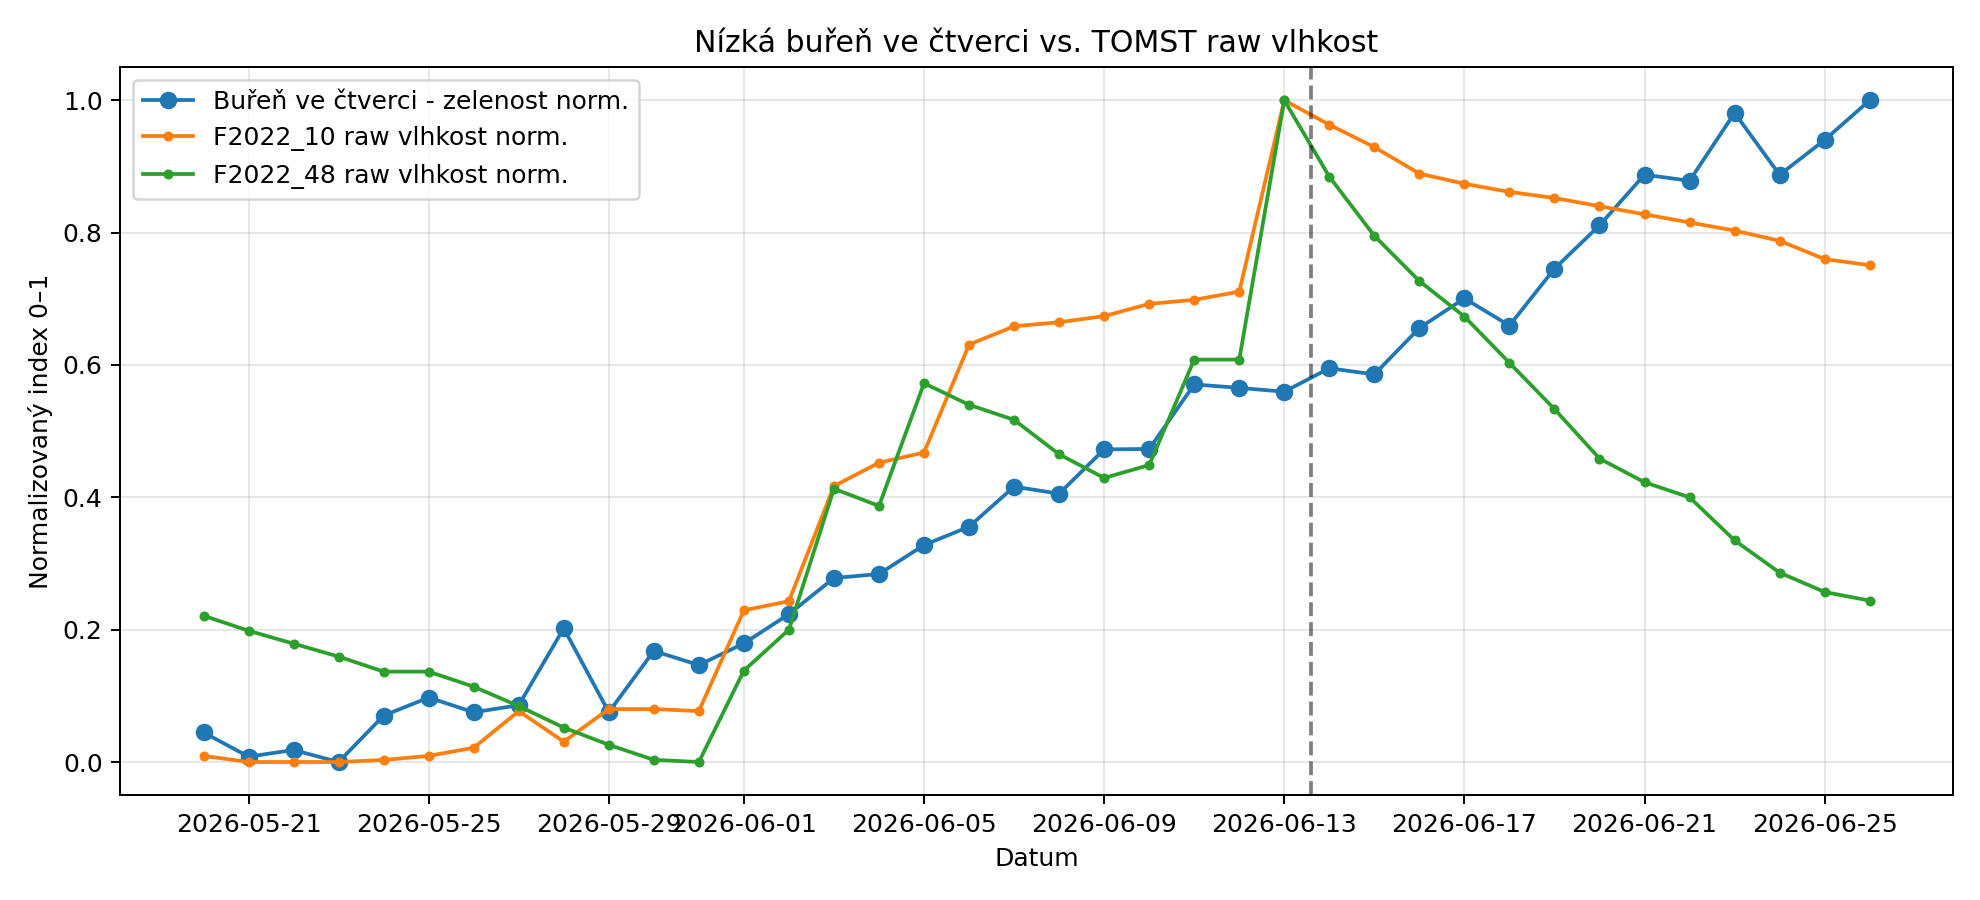 Nízká buřeň ve čtverci vs. TOMST raw vlhkost
Buřeň ve čtverci - zelenost norm.
F2022_10 raw vlhkost norm.
F2022_48 raw vlhkost norm.
Normalizovaný index 0–1
1.0
0.8
0.6
0.4
0.2
0.0
2026-05-21 2026-05-25 2026-05-29 2026-06-01 2026-06-05 2026-06-09 2026-06-13 2026-06-17 2026-06-21 2026-06-25
Datum